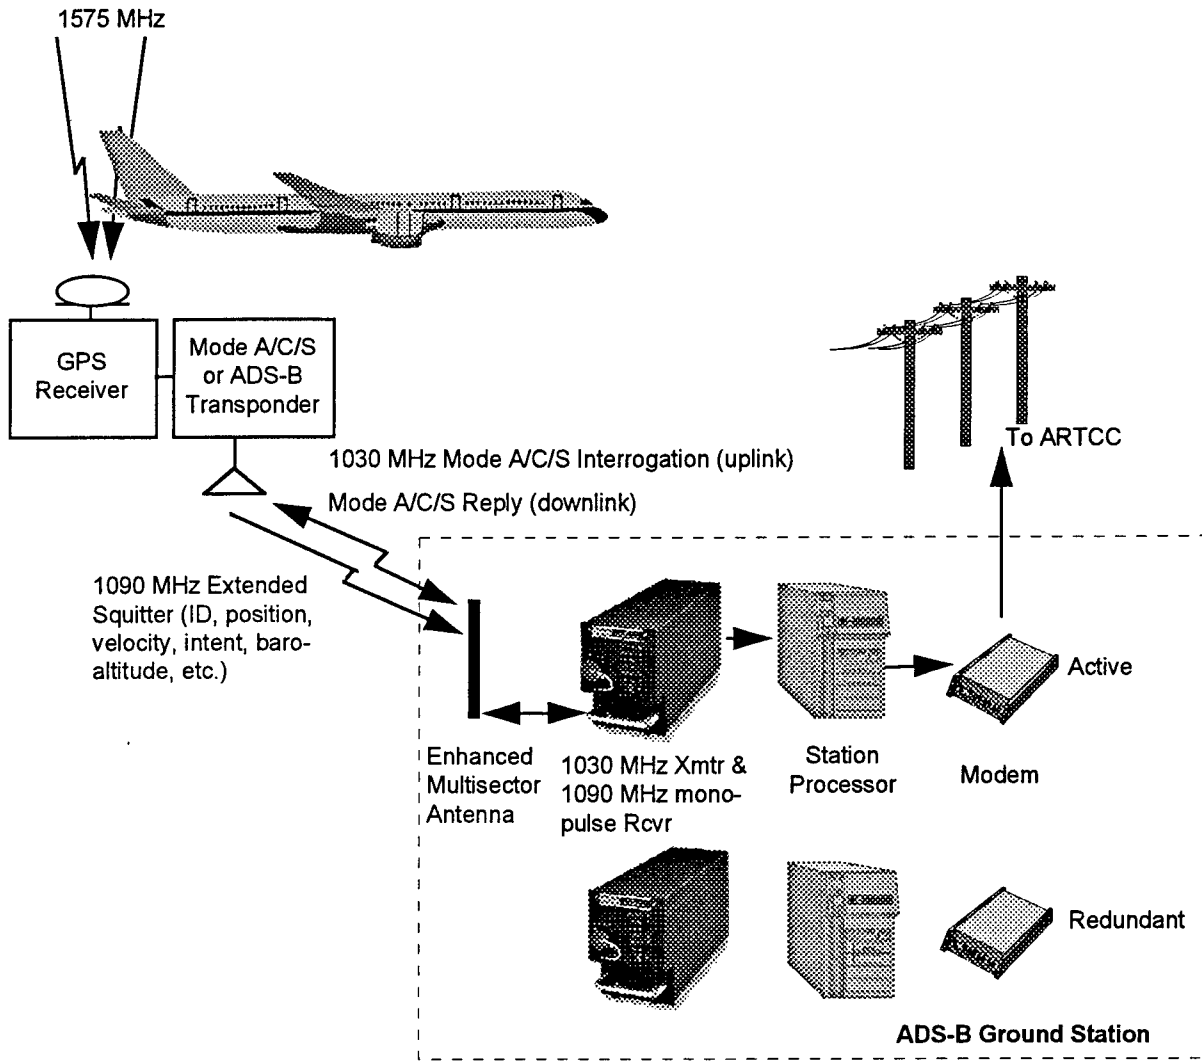 1575 MHz
GPS
Receiver
Mode A/C/S
or ADS-B
Transponder
To ARTCC
1030 MHz Mode A/C/S Interrogation (uplink)
Mode A/C/S Reply (downlink)
1090 MHz Extended
Squitter (ID, position,
velocity, intent, baro-
altitude, etc.)
Active
Enhanced
Multisector
Antenna
1030 MHz Xmtr &
1090 MHz mono-
pulse Rcvr
Station
Processor
Modem
Redundant
ADS-B Ground Station